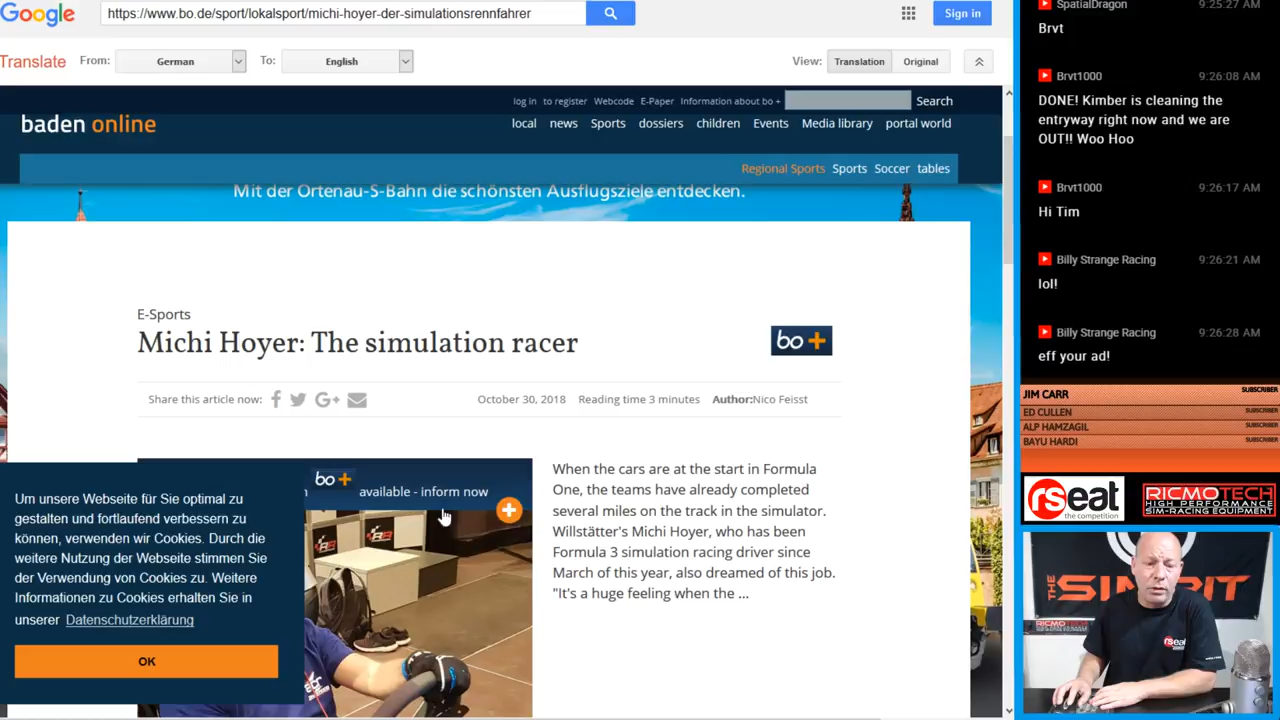 Google
https://www.bo.de/sport/lokalsport/michi-hoyer-der-simulationsrennfahrer
Sign in
Translate
From:
German
To:
English
View:
Translation
Original
log in
to register
Webcode
E-Paper
Information about bo +
Search
baden online
local
news
Sports
dossiers
children
Events
Media library
portal world
Regional Sports
Sports
Soccer
tables
Mit der Ortenau-S-Bahn die schönsten Ausflugsziele entdecken.
E-Sports
Michi Hoyer: The simulation racer
bo+
Share this article now:
October 30, 2018
Reading time 3 minutes
Author:Nico Feisst
bo+
available - inform now
When the cars are at the start in Formula
One, the teams have already completed
several miles on the track in the simulator.
Willstätter's Michi Hoyer, who has been
Formula 3 simulation racing driver since
March of this year, also dreamed of this job.
"It's a huge feeling when the ...
Um unsere Webseite für Sie optimal zu
gestalten und fortlaufend verbessern zu
können, verwenden wir Cookies. Durch die
weitere Nutzung der Webseite stimmen Sie
der Verwendung von Cookies zu. Weitere
Informationen zu Cookies erhalten Sie in
unserer Datenschutzerklärung
OK
SpatialDragon
9:25:27 AM
Brvt
Brvt1000
9:26:08 AM
DONE! Kimber is cleaning the
entryway right now and we are
OUT!! Woo Hoo
Brvt1000
9:26:17 AM
Hi Tim
Billy Strange Racing
9:26:21 AM
lol!
Billy Strange Racing
9:26:28 AM
eff your ad!
JIM CARR
SUBSCRIBER
ED CULLEN
SUBSCRIBER
ALP HAMZAGIL
SUBSCRIBER
BAYU HARDI
SUBSCRIBER
rseat
the competition
RICMOTECH
HIGH PERFORMANCE
SIM-RACING EQUIPMENT
THE
rseat